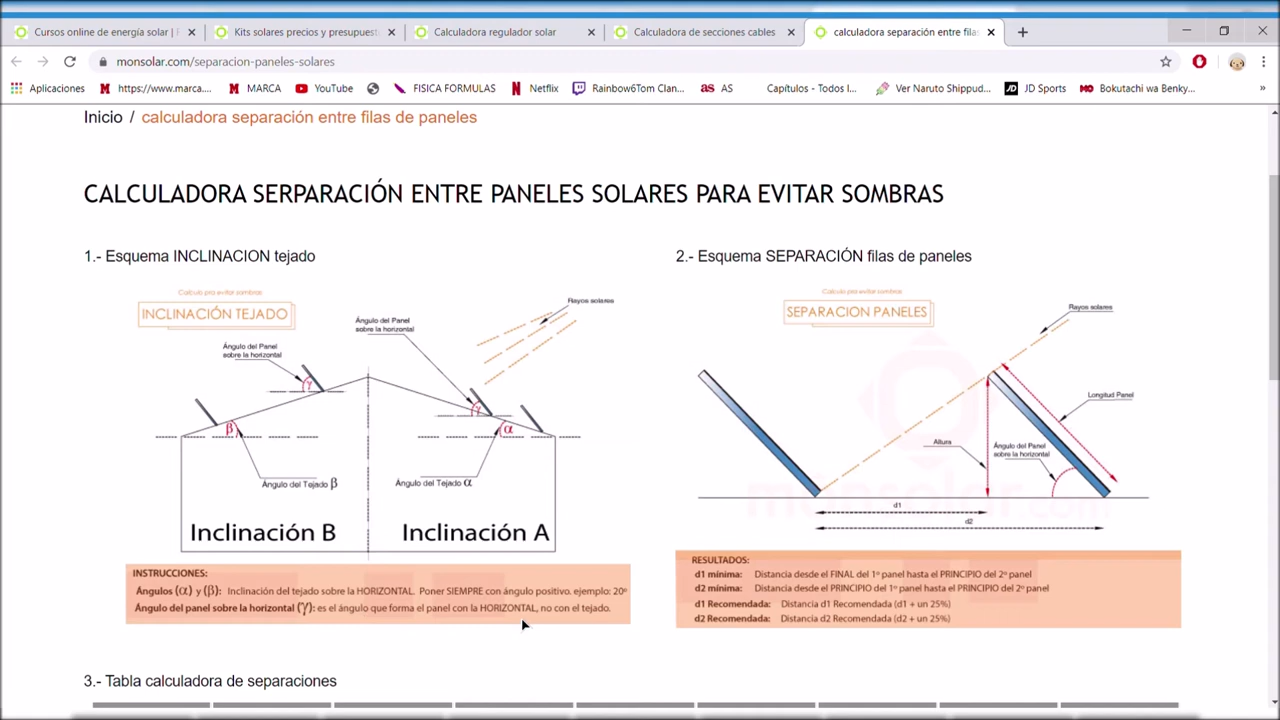 Cursos online de energía solar |
Kits solares precios y presupuest
Calculadora regulador solar
Calculadora de secciones cables
calculadora separación entre fila
monsolar.com/separacion-paneles-solares
Aplicaciones
https://www.marca....
MARCA
YouTube
FISICA FORMULAS
Netflix
Rainbow6Tom Clan...
as AS
Capítulos - Todos l...
Ver Naruto Shippud...
JD Sports
MO Bokutachi wa Benky...
Inicio / calculadora separación entre filas de paneles
CALCULADORA SERPARACIÓN ENTRE PANELES SOLARES PARA EVITAR SOMBRAS
1.- Esquema INCLINACION tejado
Calculo pra evitar sombras
INCLINACIÓN TEJADO
Rayos solares
Ángulo del Panel
sobre la horizontal
Ángulo del Panel
sobre la horizontal
γ
γ
β
α
Ángulo del Tejado β
Ángulo del Tejado α
Inclinación B
Inclinación A
INSTRUCCIONES:
Ángulos (α) y (β): Inclinación del tejado sobre la HORIZONTAL. Poner SIEMPRE con ángulo positivo. ejemplo: 20º
Ángulo del panel sobre la horizontal (γ): es el ángulo que forma el panel con la HORIZONTAL, no con el tejado.
2.- Esquema SEPARACIÓN filas de paneles
Calculo pra evitar sombras
SEPARACION PANELES
Rayos solares
Longitud Panel
Altura
Ángulo del Panel
sobre la horizontal
monsolar.com
d1
d2
RESULTADOS:
d1 mínima: Distancia desde el FINAL del 1º panel hasta el PRINCIPIO del 2º panel
d2 mínima: Distancia desde el PRINCIPIO del 1º panel hasta el PRINCIPIO del 2º panel
d1 Recomendada: Distancia d1 Recomendada (d1 + un 25%)
d2 Recomendada: Distancia d2 Recomendada (d2 + un 25%)
3.- Tabla calculadora de separaciones